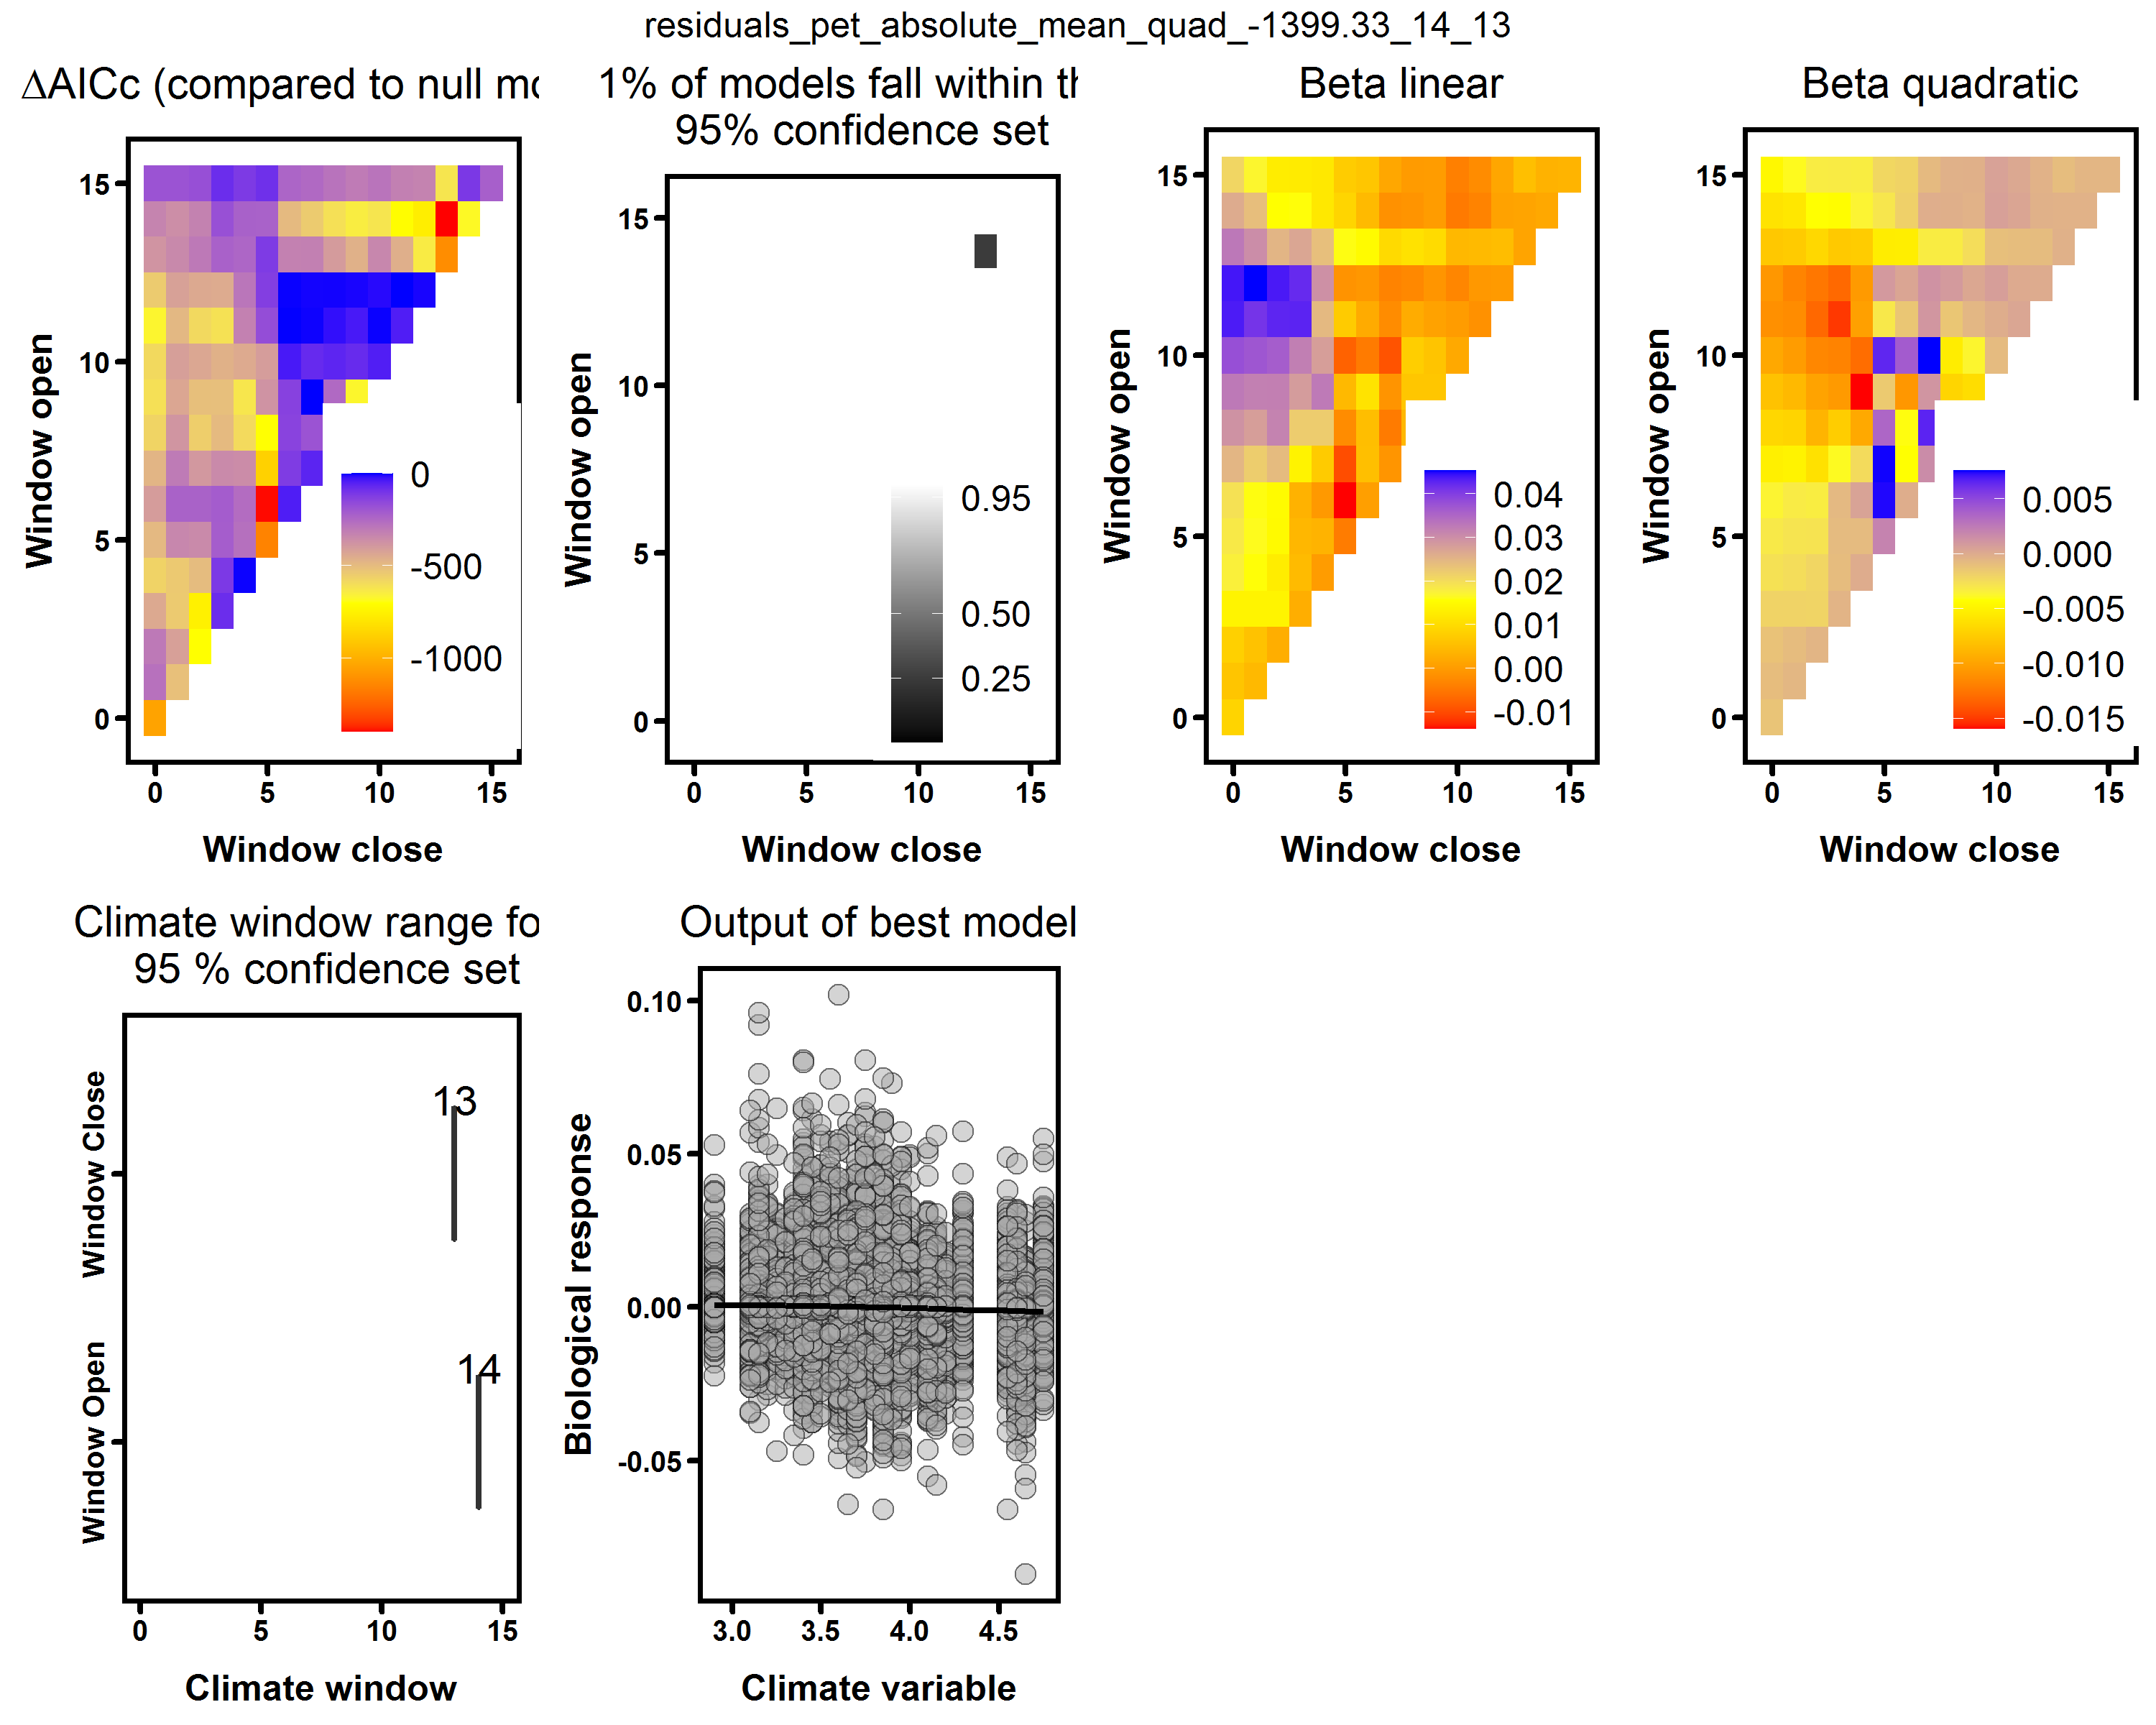 residuals_pet_absolute_mean_quad_-1399.33_14_13
ΔAICc (compared to null mo
15
10
5
0
0
5
10
15
Window open
Window close
0
-500
-1000
1% of models fall within th
95% confidence set
15
10
5
0
0
5
10
15
Window open
Window close
0.95
0.50
0.25
Beta linear
15
10
5
0
0
5
10
15
Window open
Window close
0.04
0.03
0.02
0.01
0.00
-0.01
Beta quadratic
15
10
5
0
0
5
10
15
Window open
Window close
0.005
0.000
-0.005
-0.010
-0.015
Climate window range fo
95 % confidence set
Window Close
Window Open
13
14
0
5
10
15
Climate window
Output of best model
0.10
0.05
0.00
-0.05
Biological response
3.0
3.5
4.0
4.5
Climate variable